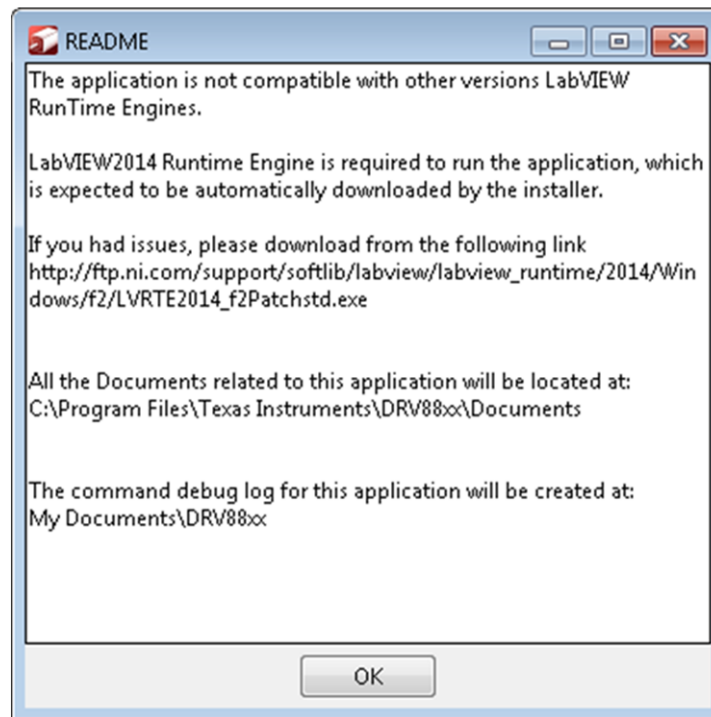 README
The application is not compatible with other versions LabVIEW
RunTime Engines.
LabVIEW2014 Runtime Engine is required to run the application, which
is expected to be automatically downloaded by the installer.
If you had issues, please download from the following link
http://ftp.ni.com/support/softlib/labview/labview_runtime/2014/Win
dows/f2/LVRTE2014_f2Patchstd.exe
All the Documents related to this application will be located at:
C:\Program Files\Texas Instruments\DRV88xx\Documents
The command debug log for this application will be created at:
My Documents\DRV88xx
OK